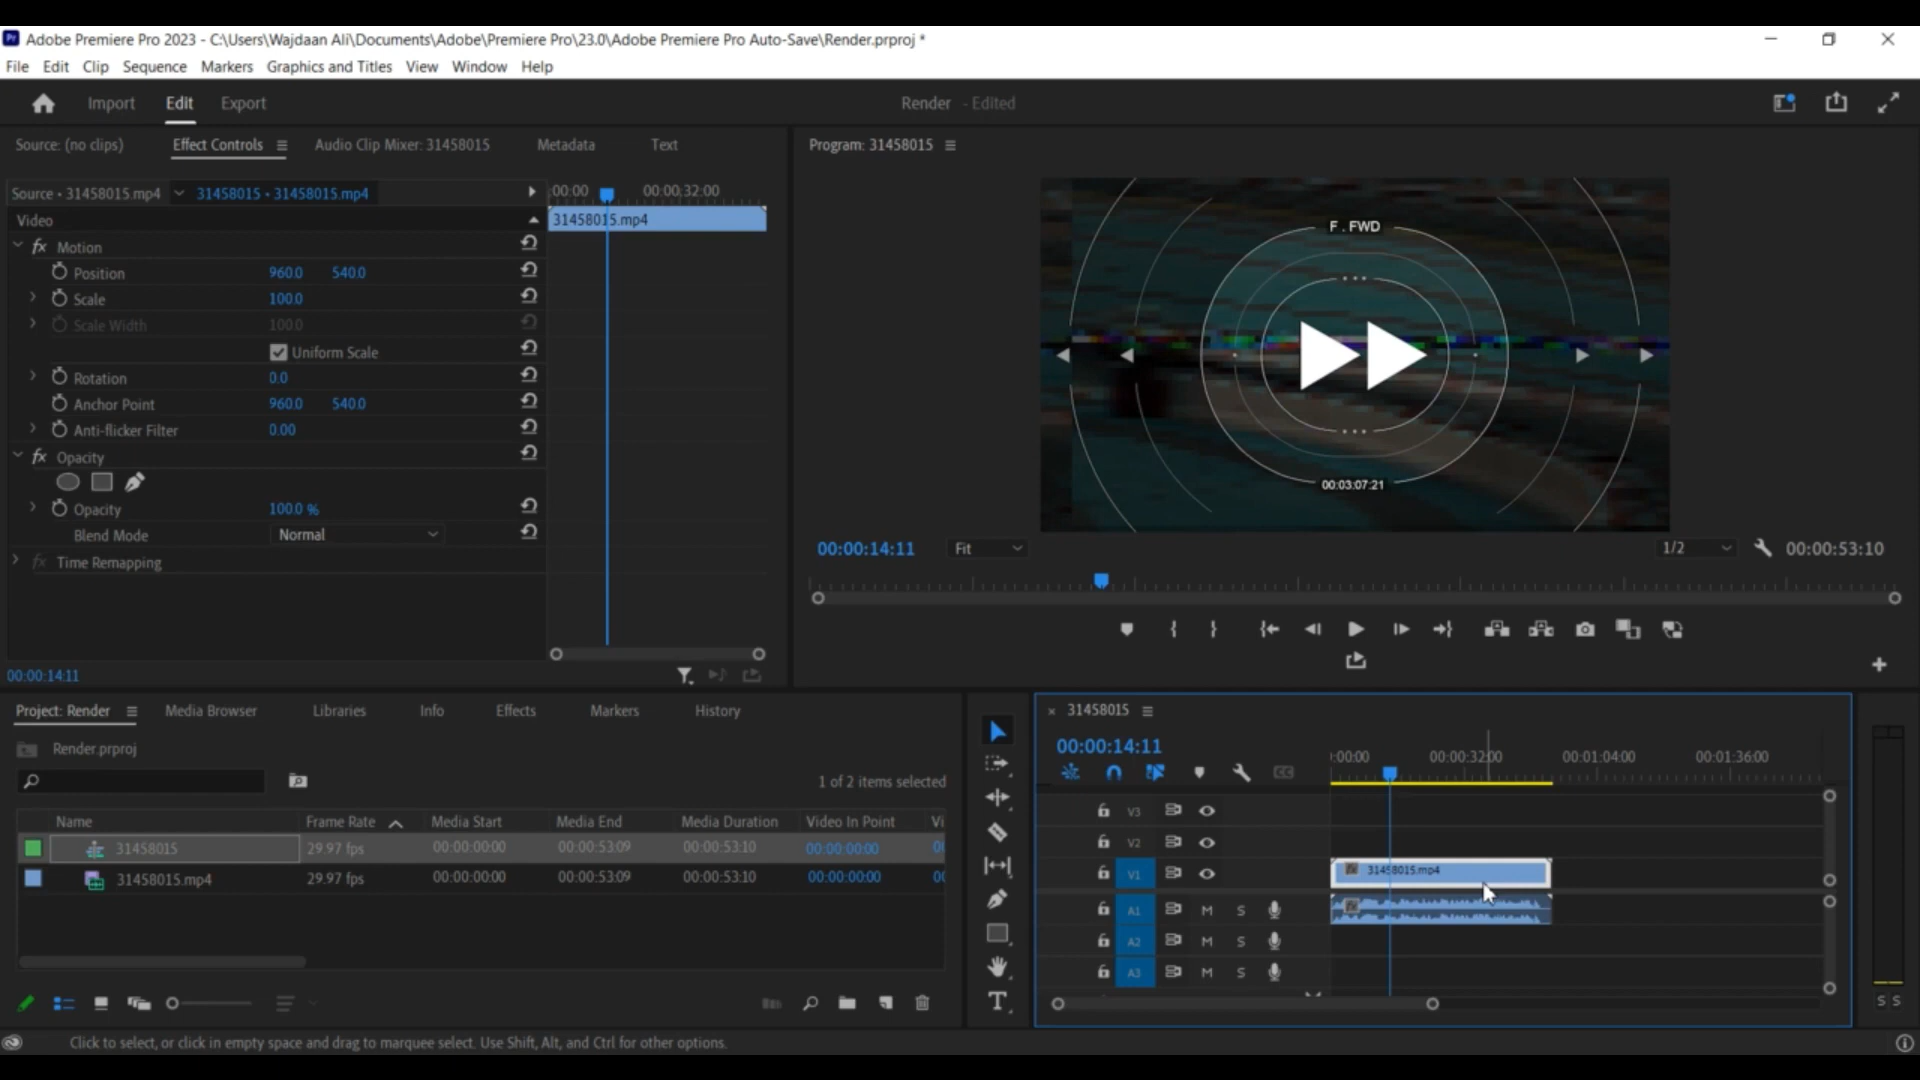 Adobe Premiere Pro 2023 - C:\Users\Wajdaan Ali\Documents\Adobe\Premiere Pro\23.0\Adobe Premiere Pro Auto-Save\Render.prproj *
File Edit Clip Sequence Markers Graphics and Titles View Window Help
Import Edit Export
Render - Edited
Source: (no clips) Effect Controls Audio Clip Mixer: 31458015 Metadata Text
Source • 31458015.mp4 31458015 • 31458015.mp4
:00:00 00:00:32:00
Video
31458015.mp4
fx Motion
Position 960.0 540.0
Scale 100.0
Scale Width 100.0
Uniform Scale
Rotation 0.0
Anchor Point 960.0 540.0
Anti-flicker Filter 0.00
fx Opacity
Opacity 100.0 %
Blend Mode Normal
fx Time Remapping
00:00:14:11
Program: 31458015
F . FWD
00:03:07:21
00:00:14:11 Fit 1/2 00:00:53:10
Project: Render Media Browser Libraries Info Effects Markers History
Render.prproj
1 of 2 items selected
Name Frame Rate Media Start Media End Media Duration Video In Point Vi
31458015 29.97 fps 00:00:00:00 00:00:53:09 00:00:53:10 00:00:00:00 00
31458015.mp4 29.97 fps 00:00:00:00 00:00:53:09 00:00:53:10 00:00:00:00 00
T
× 31458015
00:00:14:11
:00:00 00:00:32:00 00:01:04:00 00:01:36:00
CC
V3
V2
V1 fx 31458015.mp4
A1 M S fx
A2 M S
A3 M S
S S
Click to select, or click in empty space and drag to marquee select. Use Shift, Alt, and Ctrl for other options.